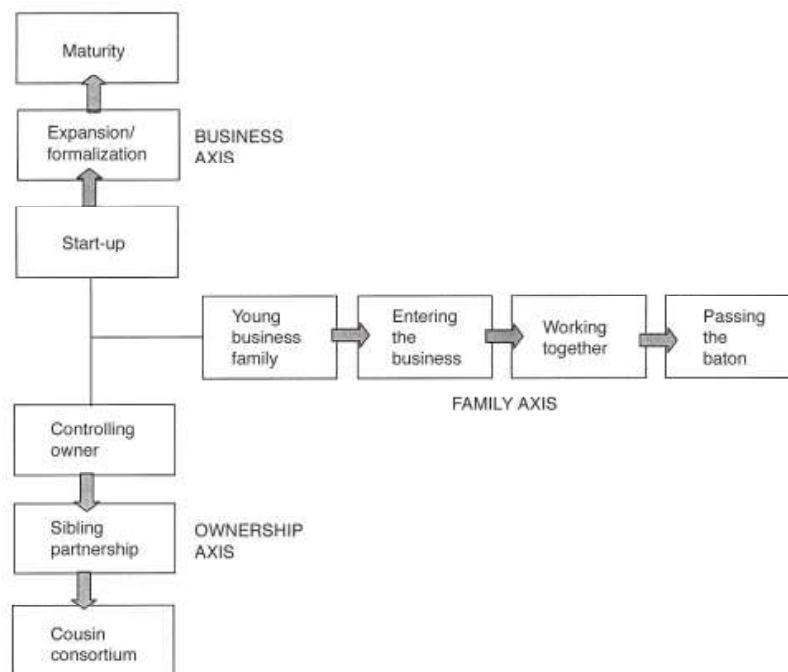 Maturity
Expansion/
formalization
BUSINESS
AXIS
Start-up
Young
business
family
Entering
the
business
Working
together
Passing
the
baton
FAMILY AXIS
Controlling
owner
Sibling
partnership
OWNERSHIP
AXIS
Cousin
consortium